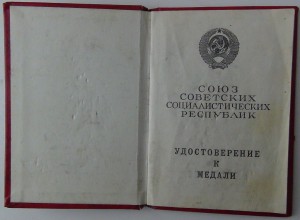 СОЮЗ
СОВЕТСКИХ
СОЦИАЛИСТИЧЕСКИХ
РЕСПУБЛИК
УДОСТОВЕРЕНИЕ
К
МЕДАЛИ